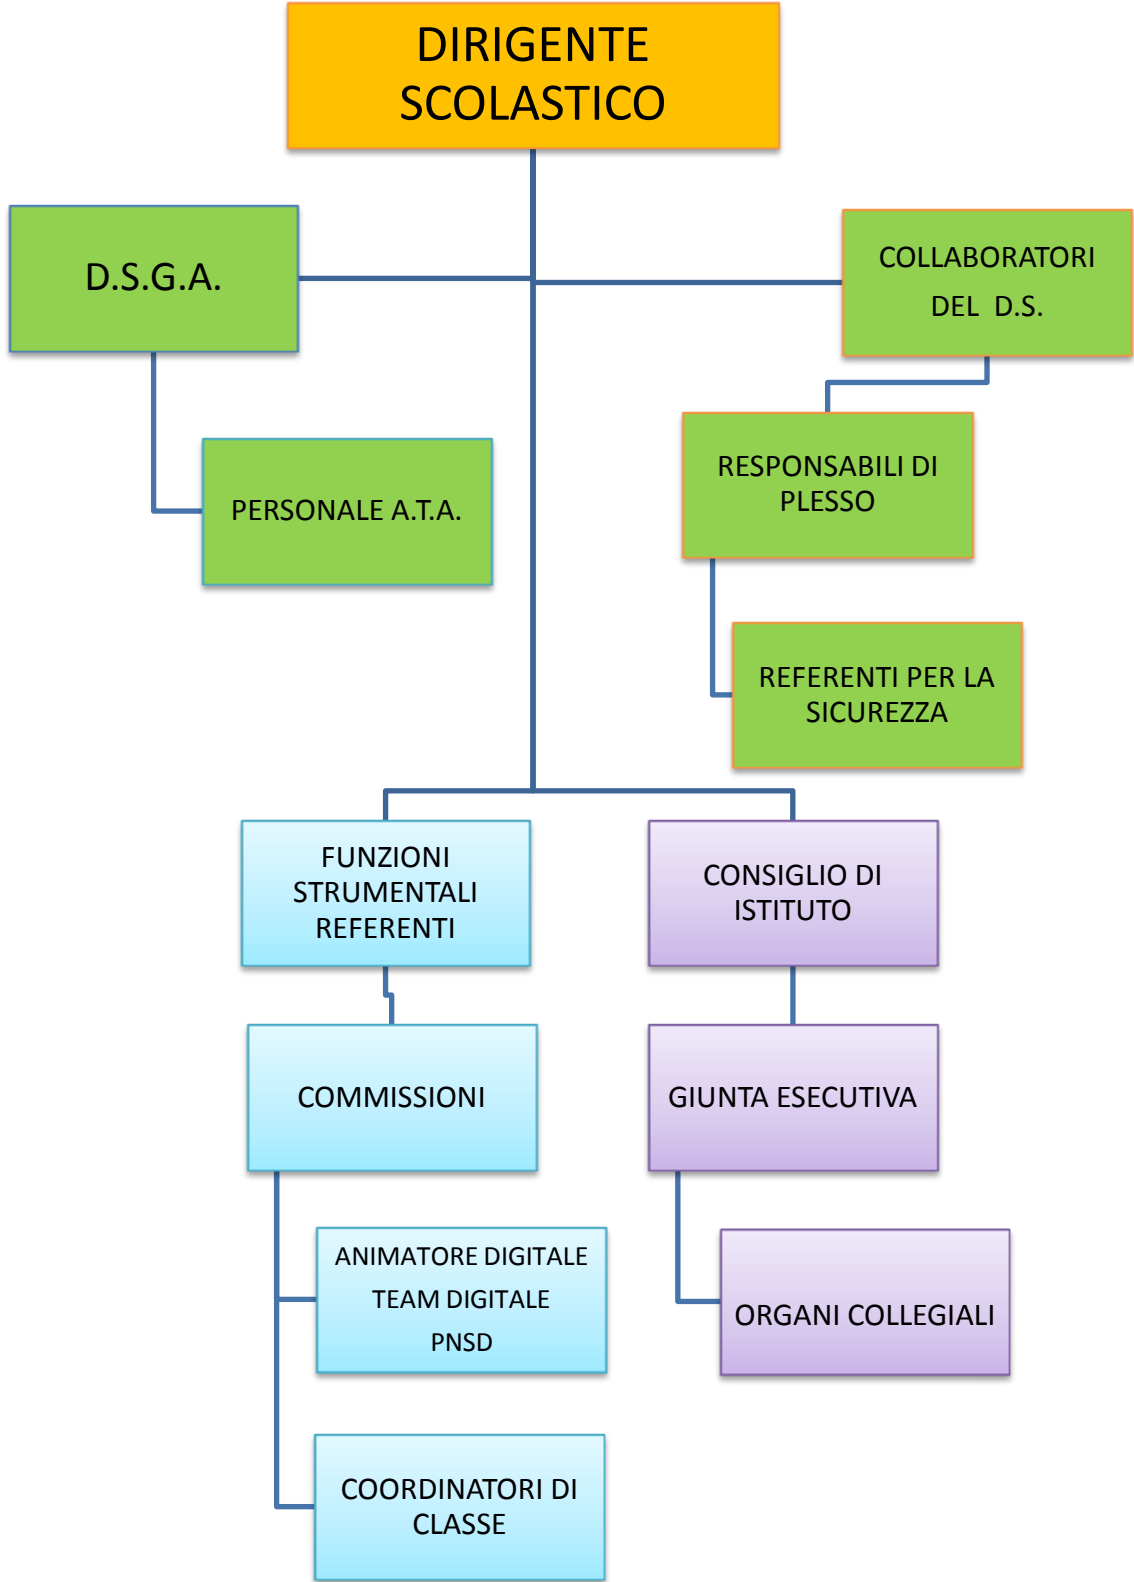 DIRIGENTE
SCOLASTICO
D.S.G.A.
COLLABORATORI
DEL D.S.
PERSONALE A.T.A.
RESPONSABILI DI
PLESSO
REFERENTI PER LA
SICUREZZA
FUNZIONI
STRUMENTALI
REFERENTI
CONSIGLIO DI
ISTITUTO
COMMISSIONI
GIUNTA ESECUTIVA
ANIMATORE DIGITALE
TEAM DIGITALE
PNSD
ORGANI COLLEGIALI
COORDINATORI DI
CLASSE